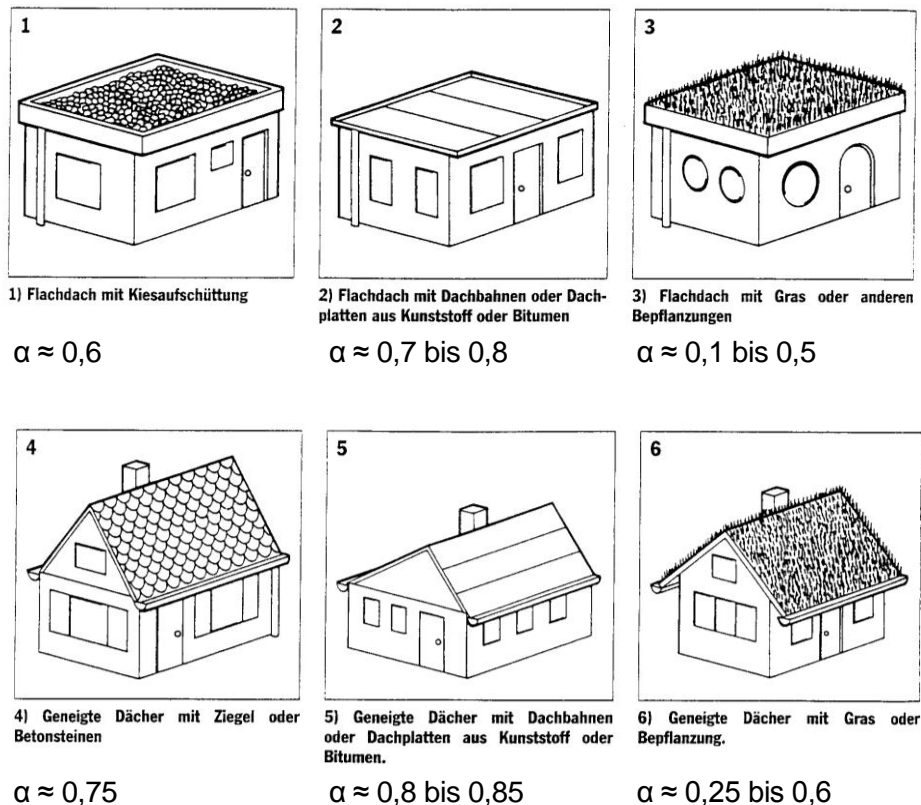 1
2
3
1) Flachdach mit Kiesaufschüttung
2) Flachdach mit Dachbahnen oder Dach-
platten aus Kunststoff oder Bitumen
3) Flachdach mit Gras oder anderen
Bepflanzungen
α ≈ 0,6
α ≈ 0,7 bis 0,8
α ≈ 0,1 bis 0,5
4
5
6
4) Geneigte Dächer mit Ziegel oder
Betonsteinen
5) Geneigte Dächer mit Dachbahnen
oder Dachplatten aus Kunststoff oder
Bitumen.
6) Geneigte Dächer mit Gras oder
Bepflanzung.
α ≈ 0,75
α ≈ 0,8 bis 0,85
α ≈ 0,25 bis 0,6